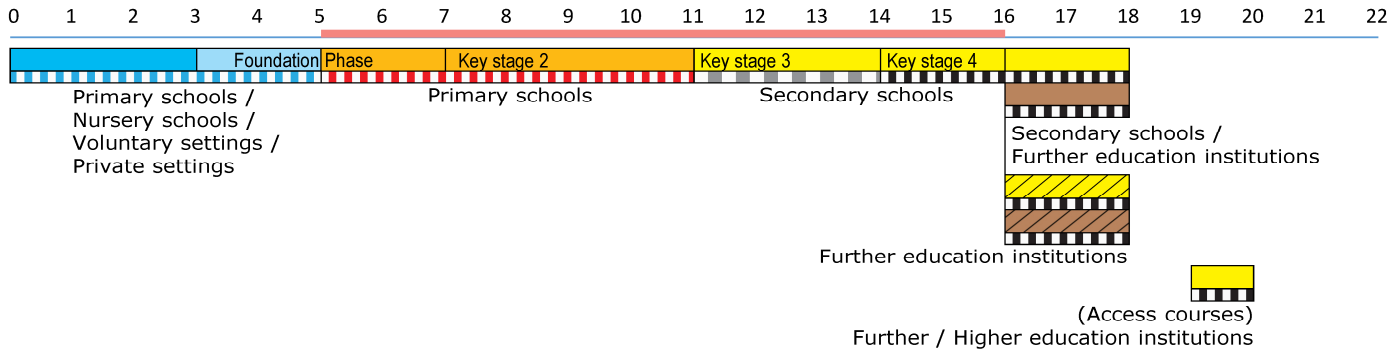 0 1 2 3 4 5 6 7 8 9 10 11 12 13 14 15 16 17 18 19 20 21 22
Foundation Phase Key stage 2 Key stage 3 Key stage 4
Primary schools /
Nursery schools /
Voluntary settings /
Private settings
Primary schools
Secondary schools
Secondary schools /
Further education institutions
Further education institutions
(Access courses)
Further / Higher education institutions